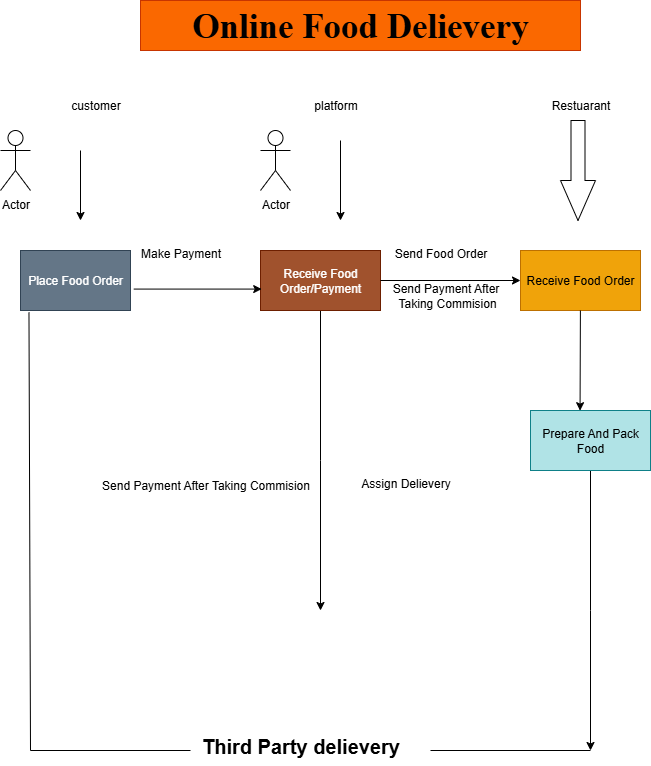 Online Food Delievery
customer
platform
Restuarant
Actor
Actor
Make Payment
Send Food Order
Place Food Order
Receive Food
Order/Payment
Send Payment After
Taking Commision
Receive Food Order
Prepare And Pack
Food
Send Payment After Taking Commision
Assign Delievery
Third Party delievery